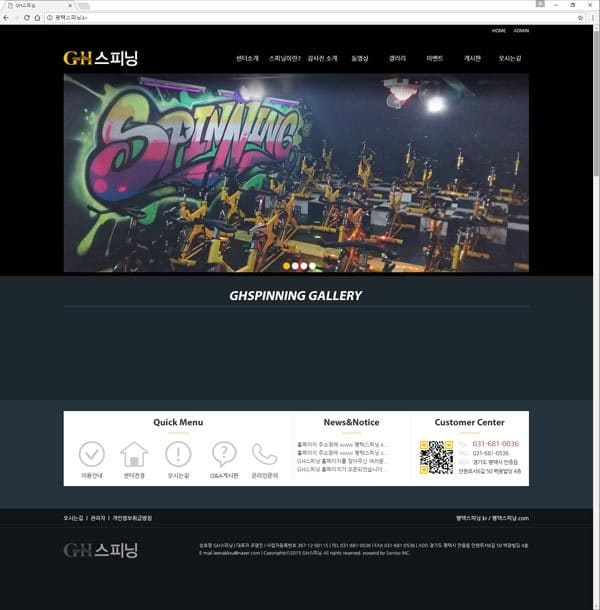 GH스피닝
평택스피닝.kr
HOME ADMIN
GH스피닝
센터소개 스피닝이란? 강사진 소개 동영상 갤러리 이벤트 게시판 오시는길
SPINNING
GHSPINNING GALLERY
Quick Menu
이용안내 센터전경 오시는길 Q&A게시판 온라인문의
News&Notice
홈페이지 주소창에 www.평택스피닝.k...
홈페이지 주소창에 www.평택스피닝.k...
GH스피닝 홈페이지를 찾아주신 여러분...
GH스피닝 홈페이지가 오픈되었습니다.
Customer Center
TEL. 031-681-0036
FAX. 031-681-0536
ADD. 경기도 평택시 안중읍
안현로서6길 50 백광빌딩 4층
오시는길 | 관리자 | 개인정보취급방침
평택스피닝.kr / 평택스피닝.com
GH스피닝
상호명 GH스피닝 | 대표자 조명진 | 사업자등록번호 367-12-00115 | TEL 031-681-0036 | FAX 031-681-0536 | ADD 경기도 평택시 안중읍 안현로서6길 50 백광빌딩 4층
E-mail leenakksu@naver.com | Copyright©2015 GH스피닝 All rights reserved.